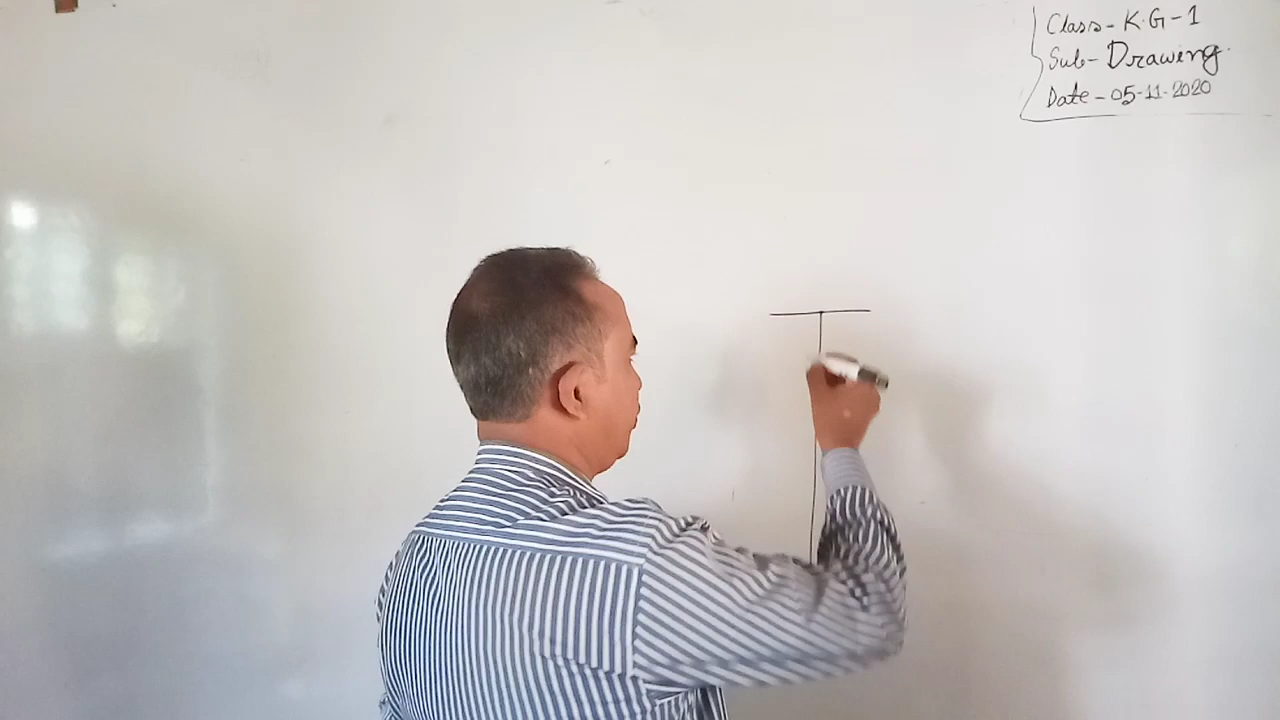 Class- K.G-1
Sub- Drawing.
Date - 05-11-2020